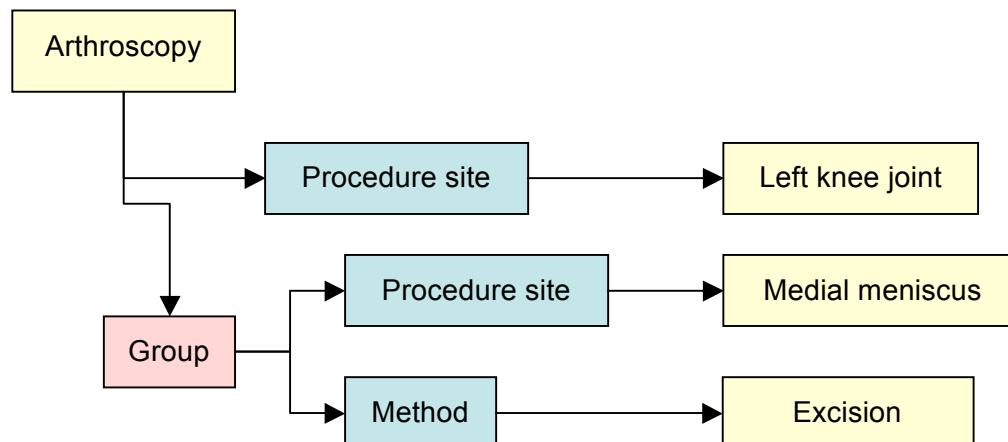 Arthroscopy
Procedure site
Left knee joint
Procedure site
Medial meniscus
Group
Method
Excision